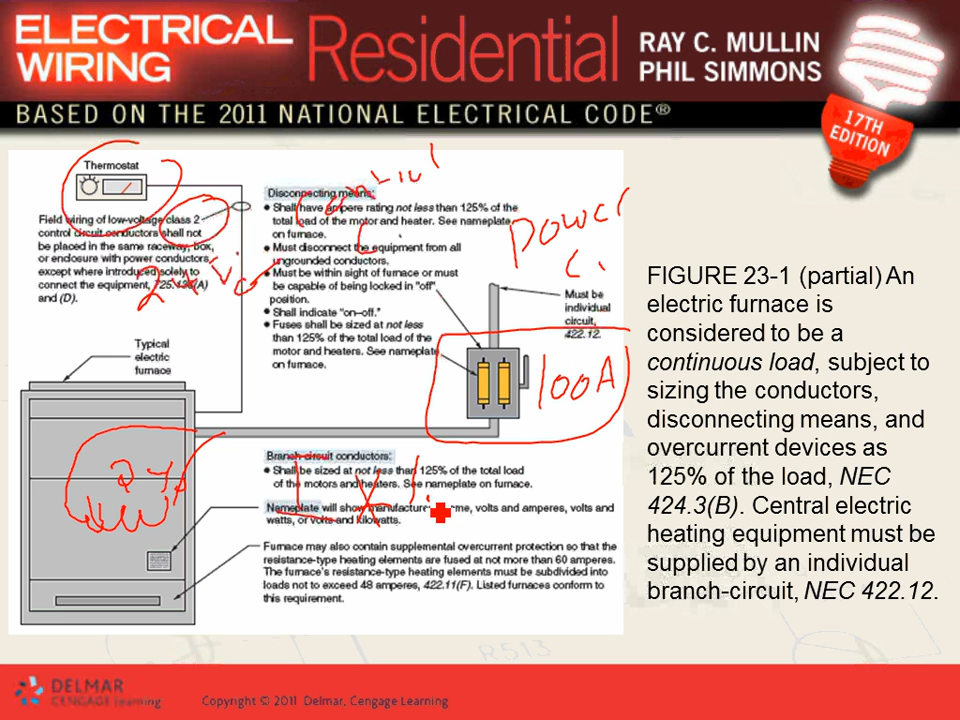 ELECTRICAL
WIRING
Residential
RAY C. MULLIN
PHIL SIMMONS
BASED ON THE 2011 NATIONAL ELECTRICAL CODE®
17TH
EDITION
Thermostat
Field wiring of low-voltage class 2
control circuit conductors shall not
be placed in the same raceway, box,
or enclosure with power conductors,
except where introduced solely to
connect the equipment, 725.136(A)
and (D).
Typical
electric
furnace
Disconnecting means:
• Shall have ampere rating not less than 125% of the
total load of the motor and heater. See nameplate
on furnace.
• Must disconnect the equipment from all
ungrounded conductors.
• Must be within sight of furnace or must
be capable of being locked in "off"
position.
• Shall indicate "on–off."
• Fuses shall be sized at not less
than 125% of the total load of the
motor and heaters. See nameplate
on furnace.
Must be
individual
circuit,
422.12.
Control
C.
Power
C.
24V
100A
24
Branch-circuit conductors:
• Shall be sized at not less than 125% of the total load
of the motors and heaters. See nameplate on furnace.
Nameplate will show manufacturer's name, volts and amperes, volts and
watts, or volts and kilowatts.
Furnace may also contain supplemental overcurrent protection so that the
resistance-type heating elements are fused at not more than 60 amperes.
The furnace's resistance-type heating elements must be subdivided into
loads not to exceed 48 amperes, 422.11(F). Listed furnaces conform to
this requirement.
FIGURE 23-1 (partial) An
electric furnace is
considered to be a
continuous load, subject to
sizing the conductors,
disconnecting means, and
overcurrent devices as
125% of the load, NEC
424.3(B). Central electric
heating equipment must be
supplied by an individual
branch-circuit, NEC 422.12.
R513
DELMAR
CENGAGE Learning
Copyright © 2011 Delmar, Cengage Learning